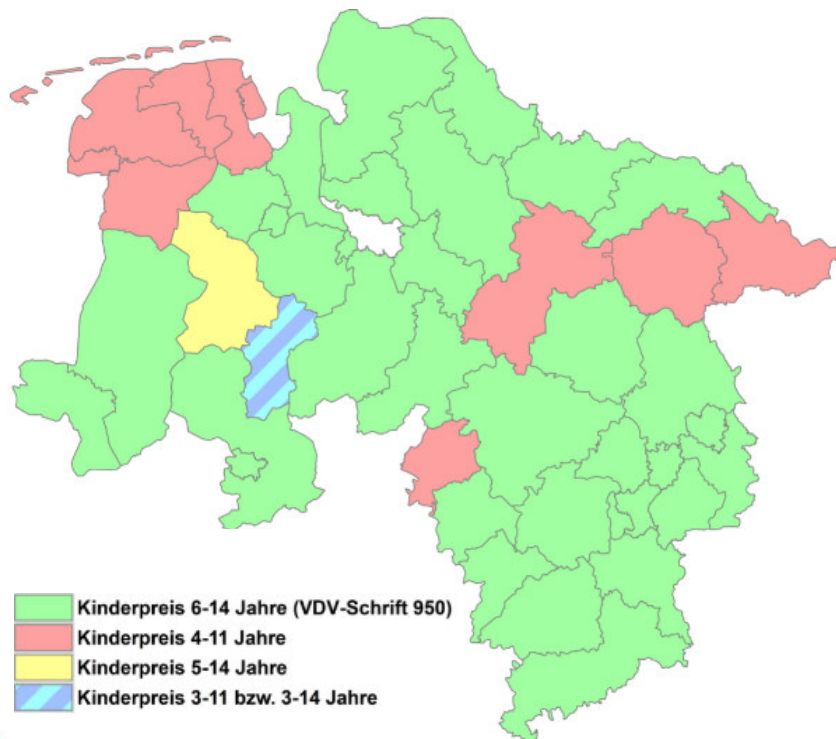 Kinderpreis 6-14 Jahre (VDV-Schrift 950)
Kinderpreis 4-11 Jahre
Kinderpreis 5-14 Jahre
Kinderpreis 3-11 bzw. 3-14 Jahre